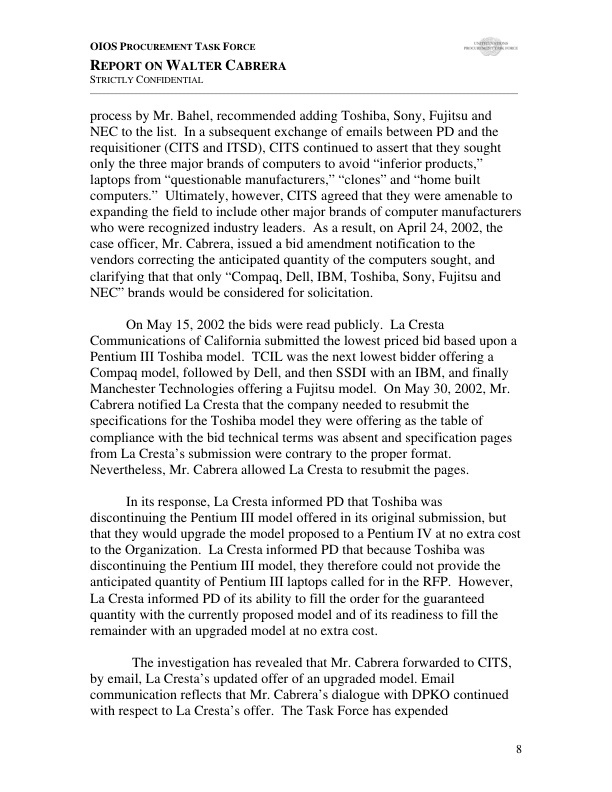 OIOS PROCUREMENT TASK FORCE
REPORT ON WALTER CABRERA
STRICTLY CONFIDENTIAL
UNITED NATIONS
PROCUREMENT TASK FORCE
process by Mr. Bahel, recommended adding Toshiba, Sony, Fujitsu and
NEC to the list.  In a subsequent exchange of emails between PD and the
requisitioner (CITS and ITSD), CITS continued to assert that they sought
only the three major brands of computers to avoid “inferior products,”
laptops from “questionable manufacturers,” “clones” and “home built
computers.”  Ultimately, however, CITS agreed that they were amenable to
expanding the field to include other major brands of computer manufacturers
who were recognized industry leaders.  As a result, on April 24, 2002, the
case officer, Mr. Cabrera, issued a bid amendment notification to the
vendors correcting the anticipated quantity of the computers sought, and
clarifying that that only “Compaq, Dell, IBM, Toshiba, Sony, Fujitsu and
NEC” brands would be considered for solicitation.
On May 15, 2002 the bids were read publicly.  La Cresta
Communications of California submitted the lowest priced bid based upon a
Pentium III Toshiba model.  TCIL was the next lowest bidder offering a
Compaq model, followed by Dell, and then SSDI with an IBM, and finally
Manchester Technologies offering a Fujitsu model.  On May 30, 2002, Mr.
Cabrera notified La Cresta that the company needed to resubmit the
specifications for the Toshiba model they were offering as the table of
compliance with the bid technical terms was absent and specification pages
from La Cresta’s submission were contrary to the proper format.
Nevertheless, Mr. Cabrera allowed La Cresta to resubmit the pages.
In its response, La Cresta informed PD that Toshiba was
discontinuing the Pentium III model offered in its original submission, but
that they would upgrade the model proposed to a Pentium IV at no extra cost
to the Organization.  La Cresta informed PD that because Toshiba was
discontinuing the Pentium III model, they therefore could not provide the
anticipated quantity of Pentium III laptops called for in the RFP.  However,
La Cresta informed PD of its ability to fill the order for the guaranteed
quantity with the currently proposed model and of its readiness to fill the
remainder with an upgraded model at no extra cost.
The investigation has revealed that Mr. Cabrera forwarded to CITS,
by email, La Cresta’s updated offer of an upgraded model. Email
communication reflects that Mr. Cabrera’s dialogue with DPKO continued
with respect to La Cresta’s offer.  The Task Force has expended
8